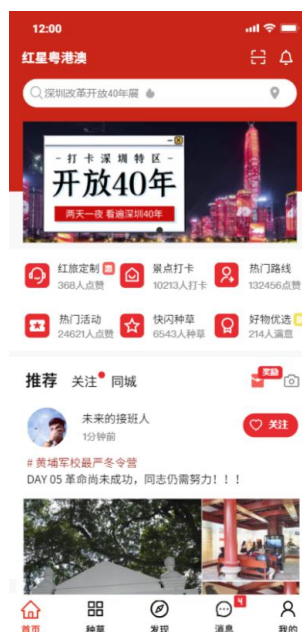 12:00
红星粤港澳
深圳改革开放40年展
- 打卡深圳特区 -
开放40年
两天一夜 看遍深圳40年
红旅定制
368人点赞
景点打卡
10213人打卡
热门路线
132456点赞
热门活动
24621人点赞
快闪种草
6543人种草
好物优选
214人满意
推荐 关注 同城
奖励
未来的接班人
1分钟前
关注
# 黄埔军校最严冬令营
DAY 05 革命尚未成功，同志仍需努力！！！
4
首页 种草 发现 消息 我的